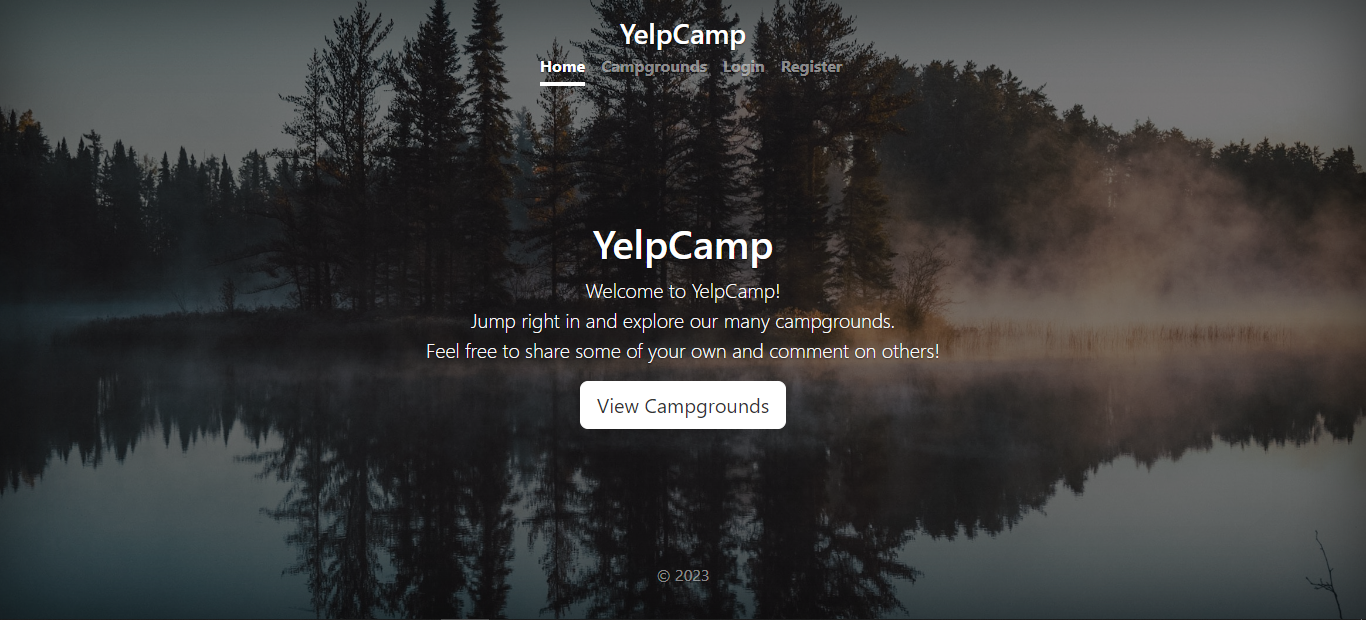 YelpCamp
Home Campgrounds Login Register
YelpCamp
Welcome to YelpCamp!
Jump right in and explore our many campgrounds.
Feel free to share some of your own and comment on others!
View Campgrounds
© 2023